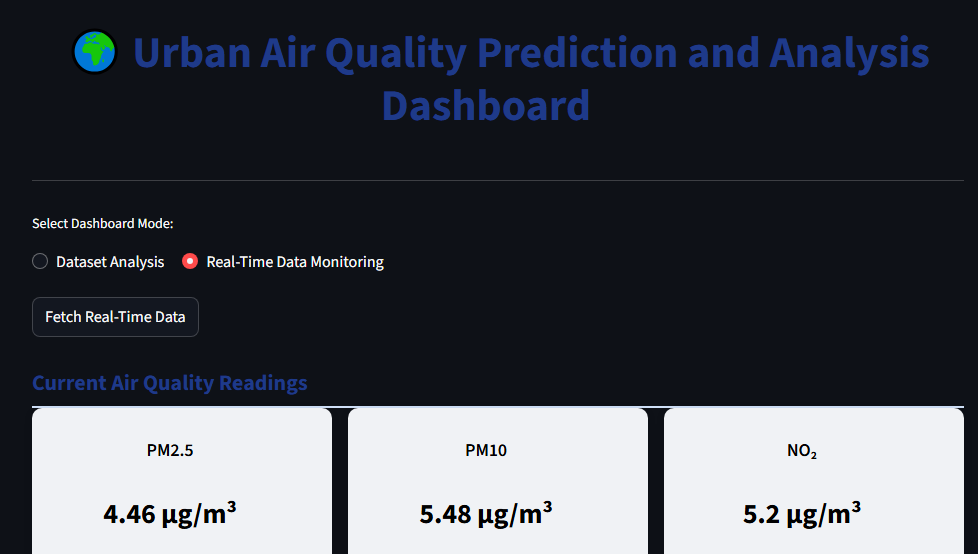 Urban Air Quality Prediction and Analysis
Dashboard
Select Dashboard Mode:
Dataset Analysis Real-Time Data Monitoring
Fetch Real-Time Data
Current Air Quality Readings
PM2.5 PM10 NO₂
4.46 µg/m³ 5.48 µg/m³ 5.2 µg/m³